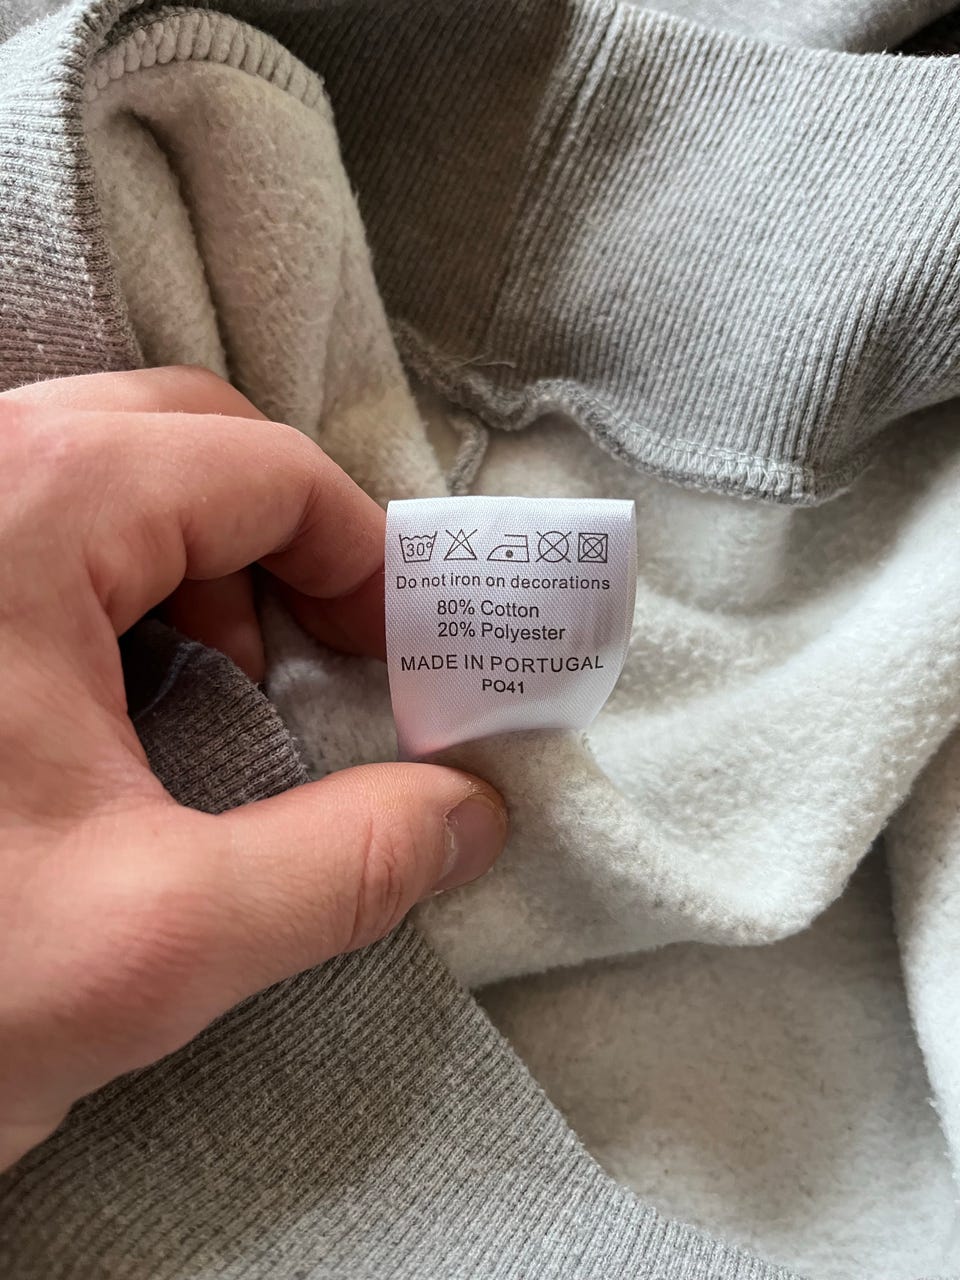 30°
Do not iron on decorations
80% Cotton
20% Polyester
MADE IN PORTUGAL
PO41